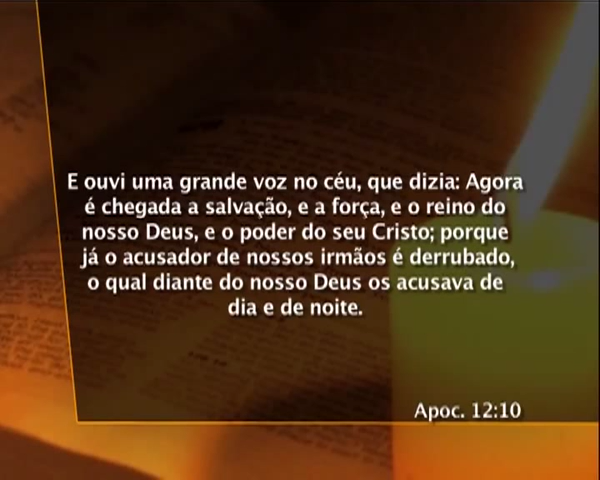 E ouvi uma grande voz no céu, que dizia: Agora
é chegada a salvação, e a força, e o reino do
nosso Deus, e o poder do seu Cristo; porque
já o acusador de nossos irmãos é derrubado,
o qual diante do nosso Deus os acusava de
dia e de noite.
Apoc. 12:10